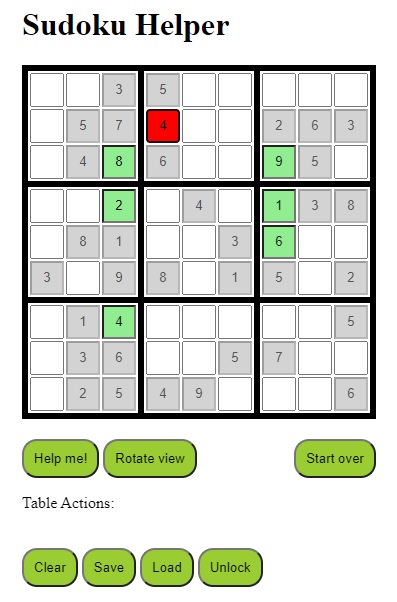 Sudoku Helper
3 5
5 7 4 2 6 3
4 8 6 9 5
2 4 1 3 8
8 1 3 6
3 9 8 1 5 2
1 4 5
3 6 5 7
2 5 4 9 6
Help me! Rotate view Start over
Table Actions:
Clear Save Load Unlock